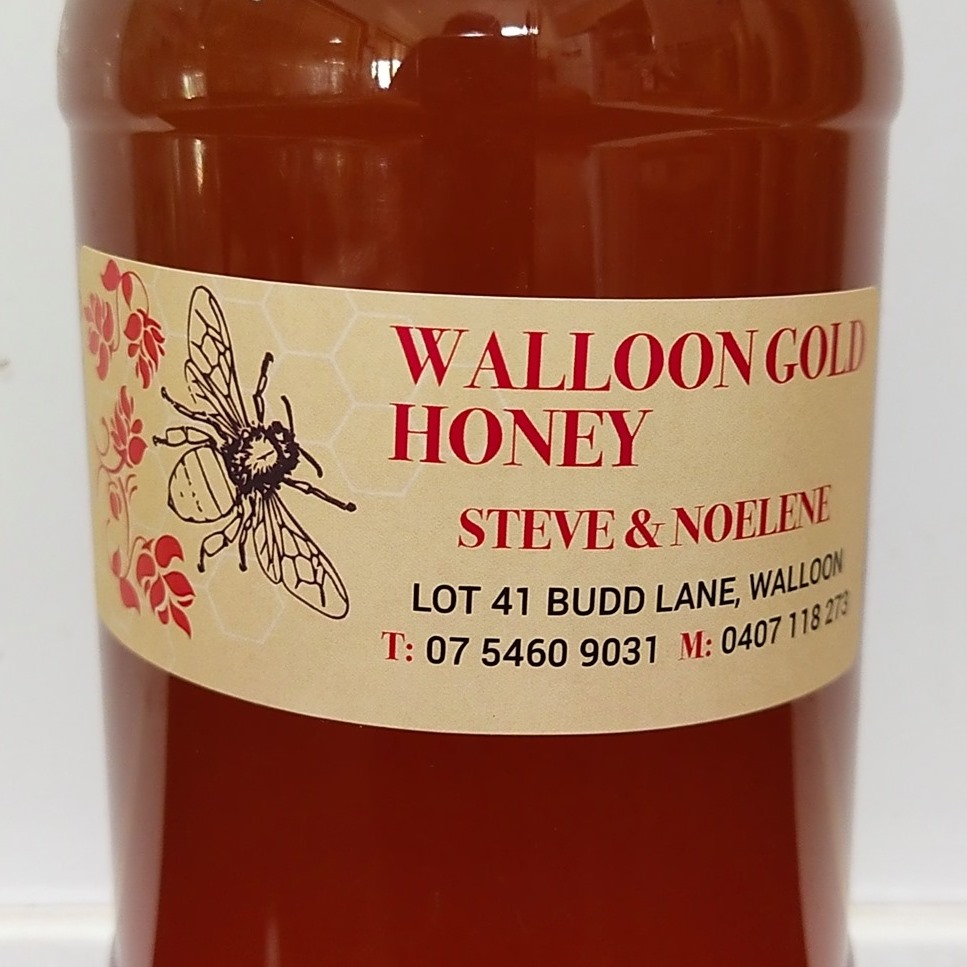 WALLOON GOLD
HONEY
STEVE & NOELENE
LOT 41 BUDD LANE, WALLOON
T: 07 5460 9031 M: 0407 118 273